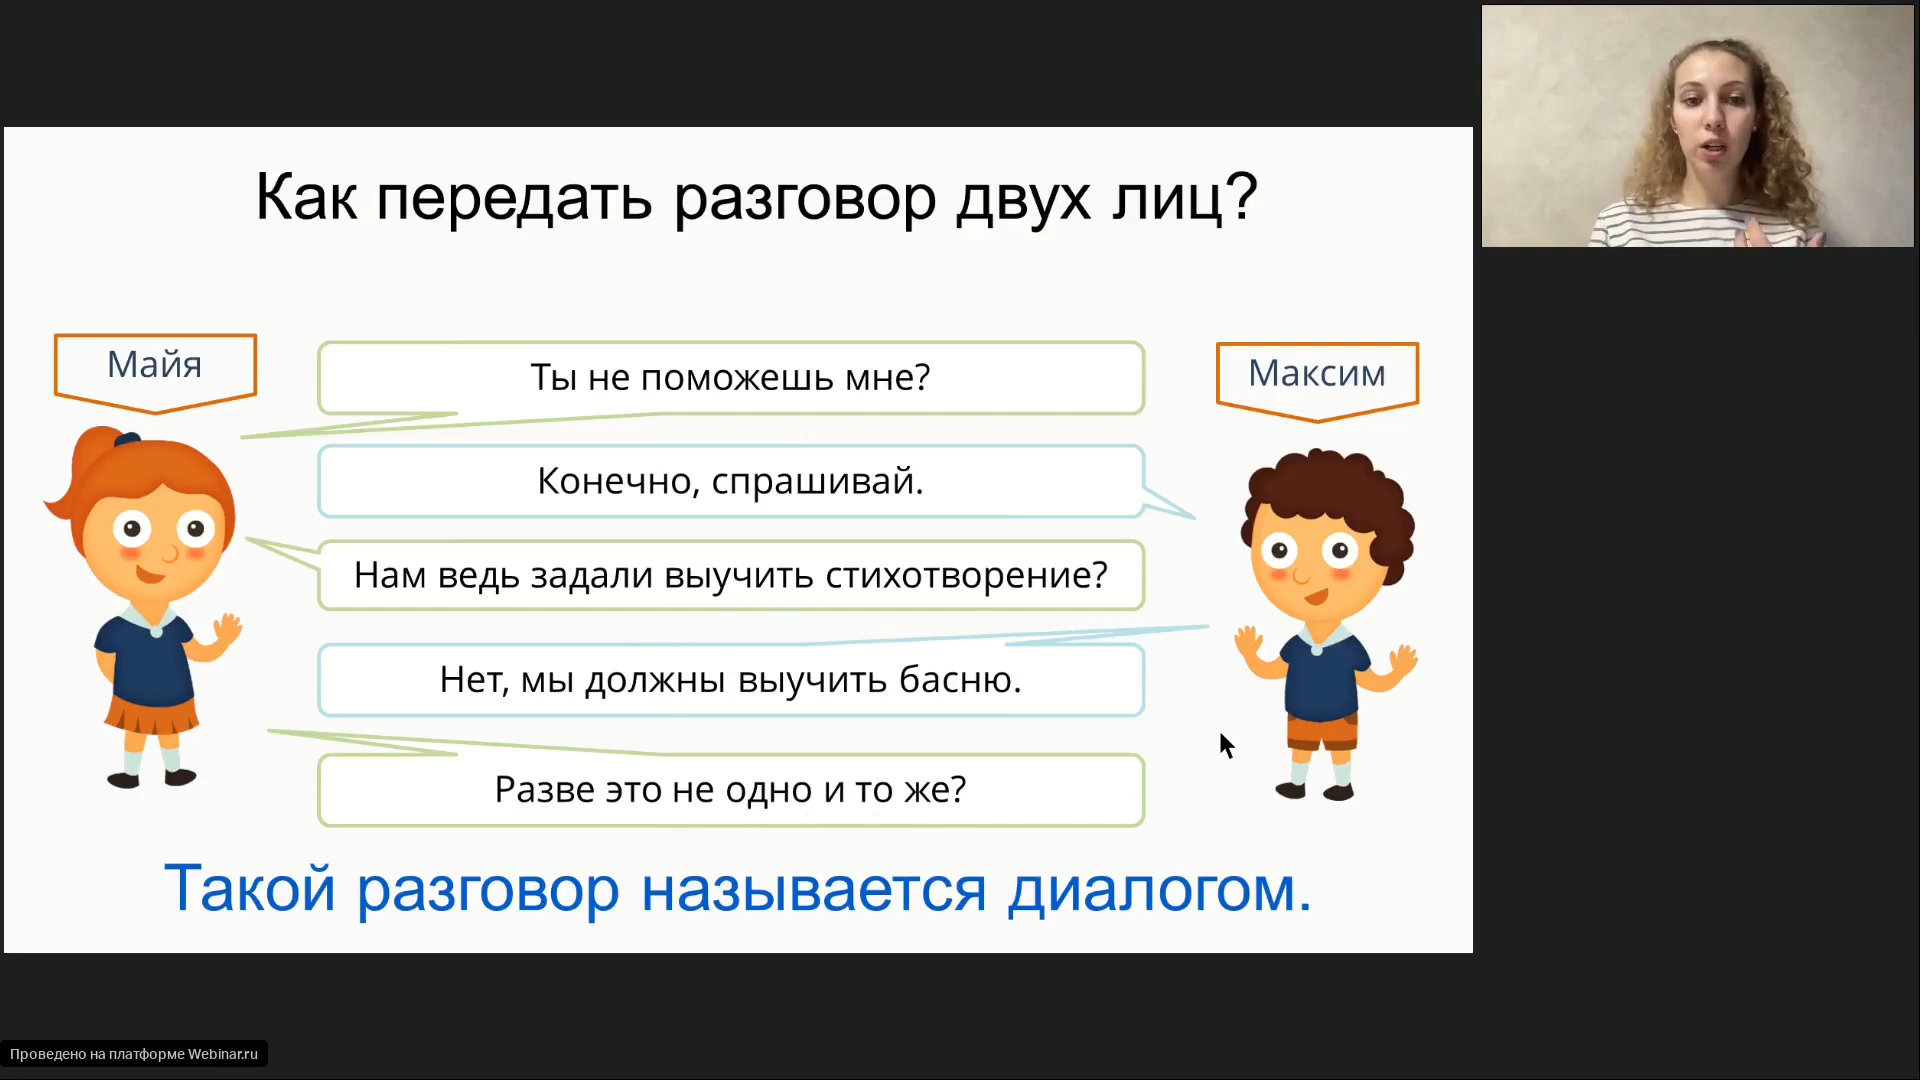 Как передать разговор двух лиц?
Майя
Максим
Ты не поможешь мне?
Конечно, спрашивай.
Нам ведь задали выучить стихотворение?
Нет, мы должны выучить басню.
Разве это не одно и то же?
Такой разговор называется диалогом.
Проведено на платформе Webinar.ru